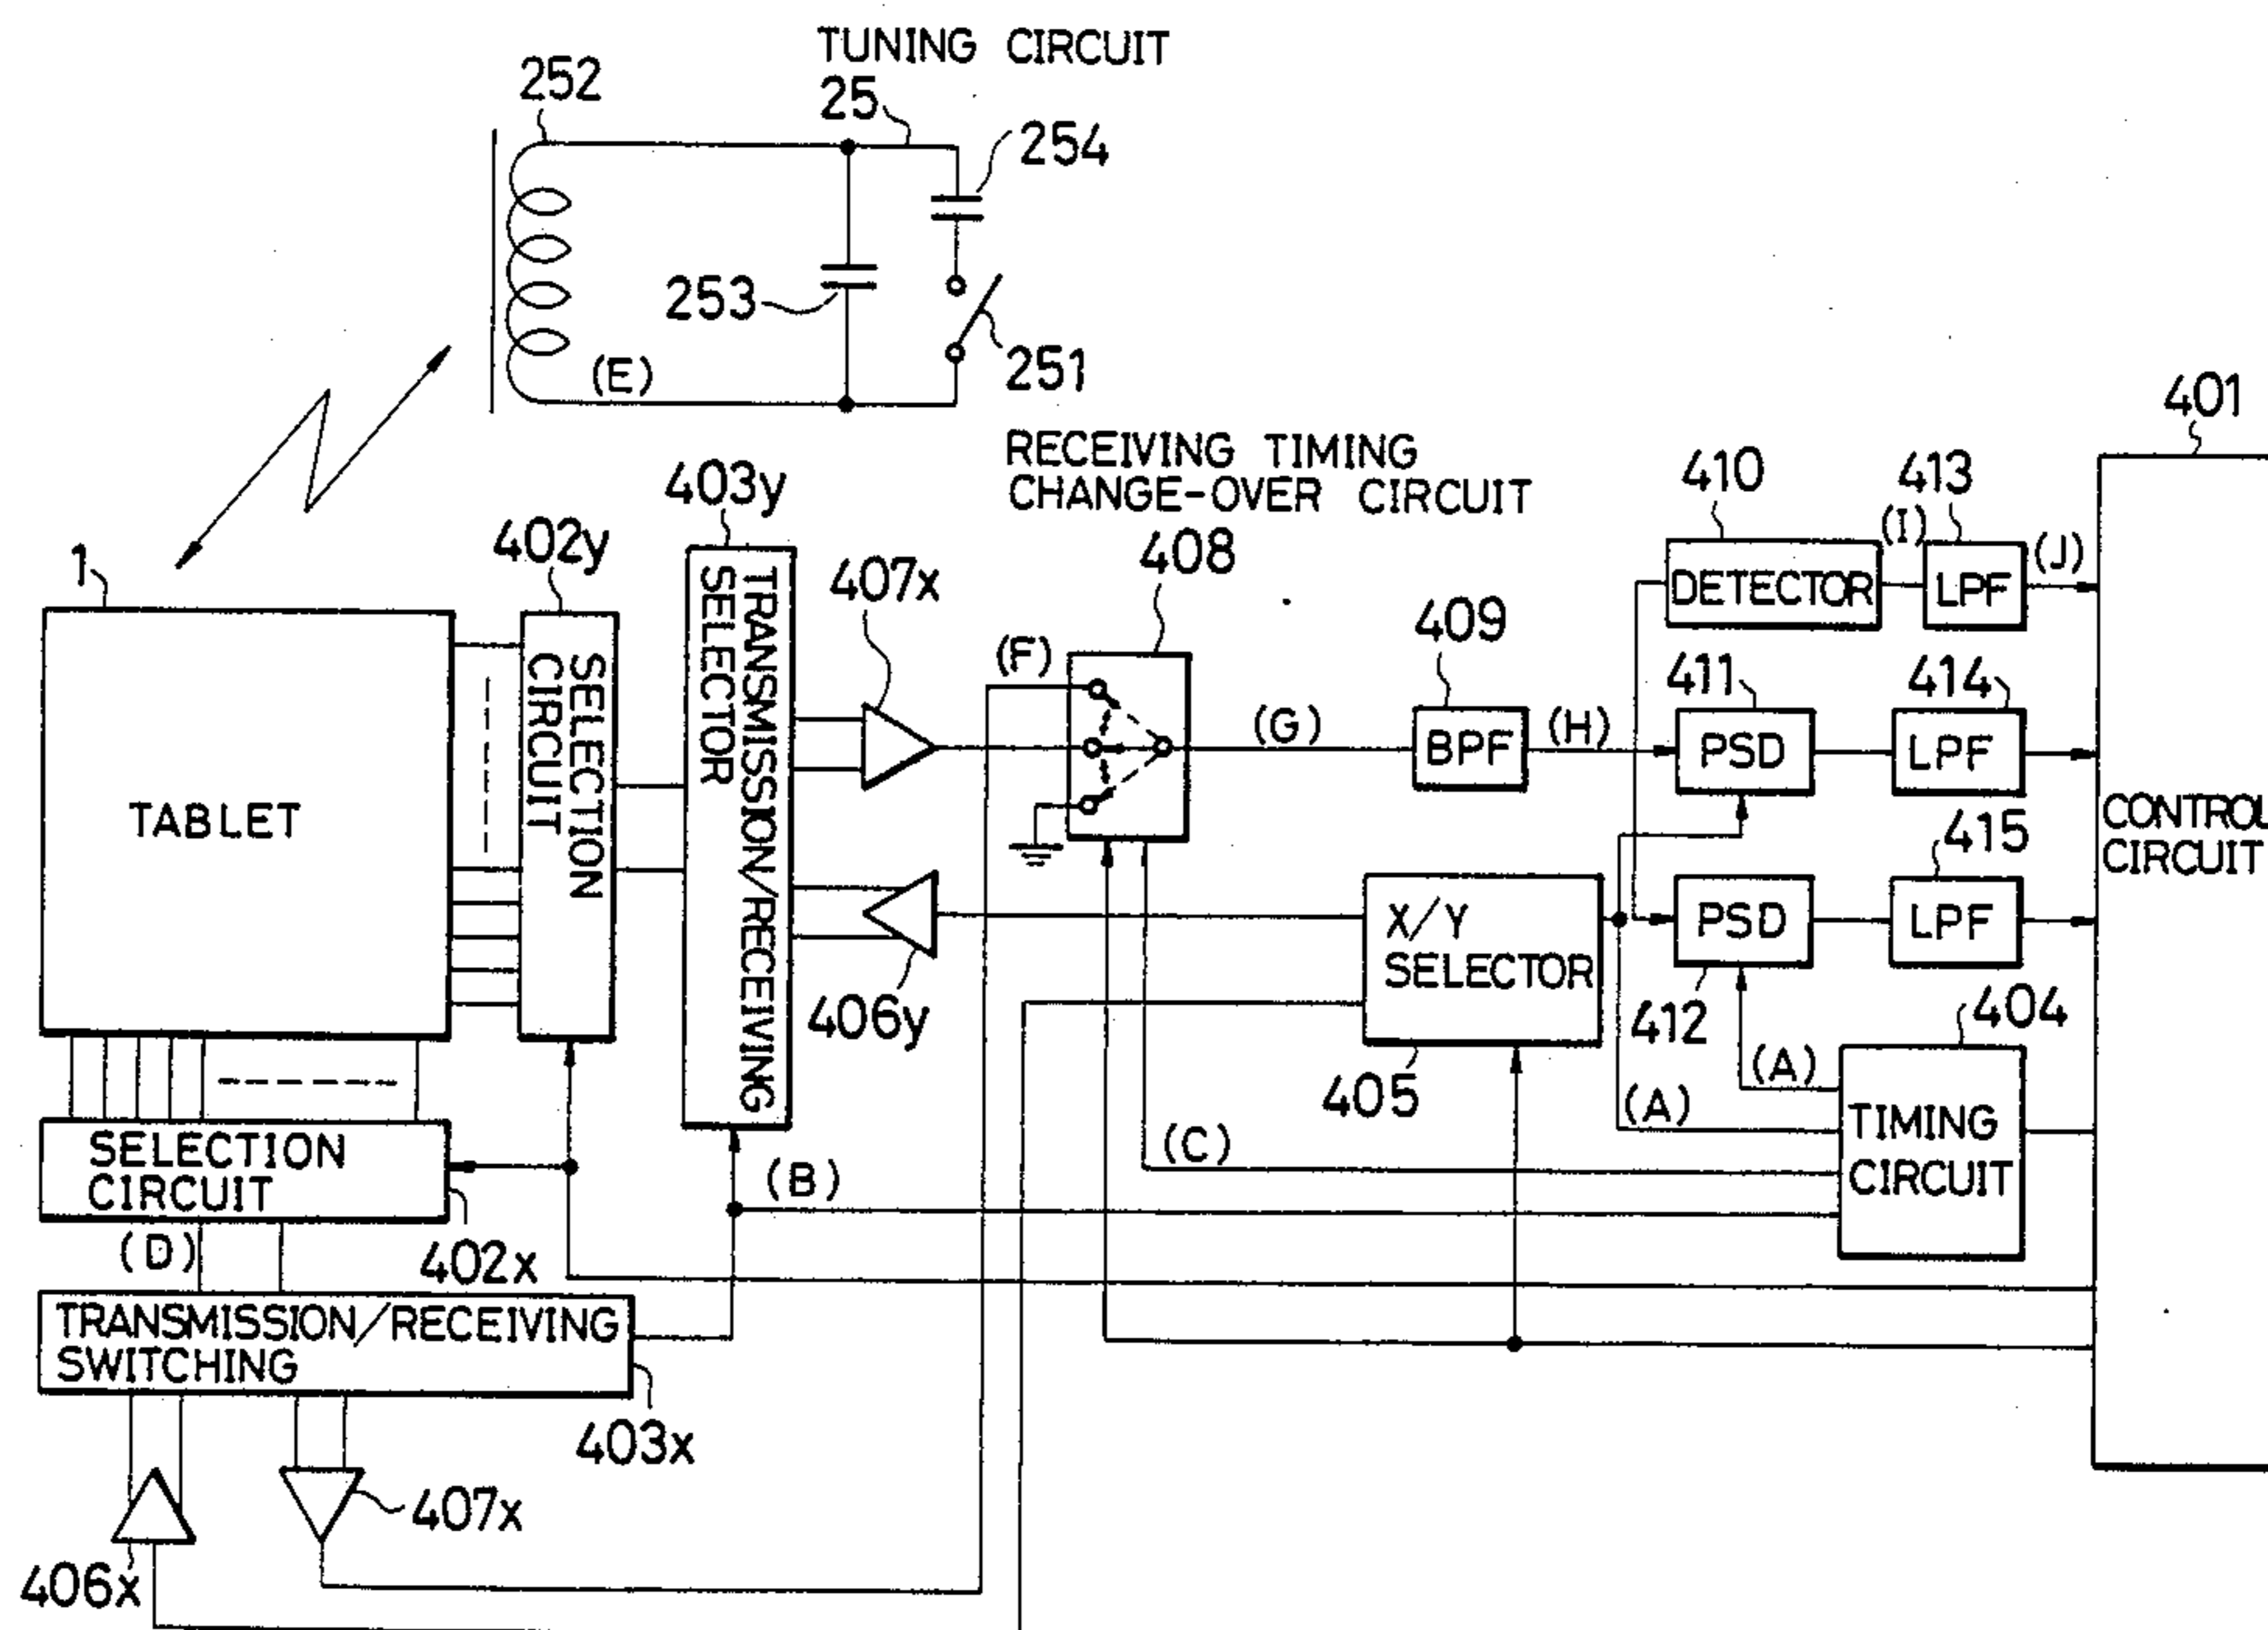 TUNING CIRCUIT
25
252
254
253
251
(E)
401
RECEIVING TIMING
CHANGE-OVER CIRCUIT
408
403y
402y
1
407x
410
413
(I)
(J)
DETECTOR
LPF
TABLET
SELECTION
CIRCUIT
TRANSMISSION/RECEIVING
SELECTOR
(F)
(G)
409
BPF
(H)
411
PSD
414
LPF
CONTROL
CIRCUIT
415
406y
X/Y
SELECTOR
405
PSD
412
LPF
404
(A)
(A)
TIMING
CIRCUIT
(C)
(B)
SELECTION
CIRCUIT
(D)
402x
TRANSMISSION/RECEIVING
SWITCHING
403x
407x
406x